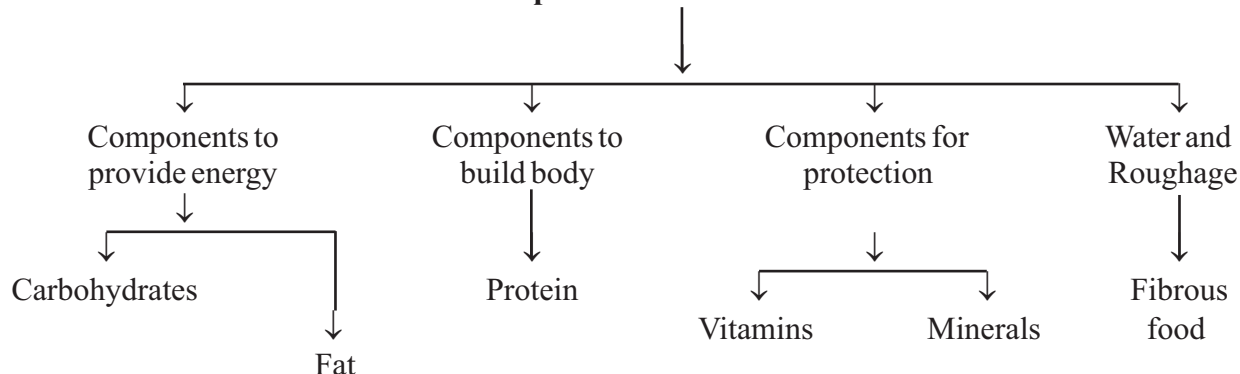 Components to
provide energy
Components to
build body
Components for
protection
Water and
Roughage
Carbohydrates
Fat
Protein
Vitamins
Minerals
Fibrous
food